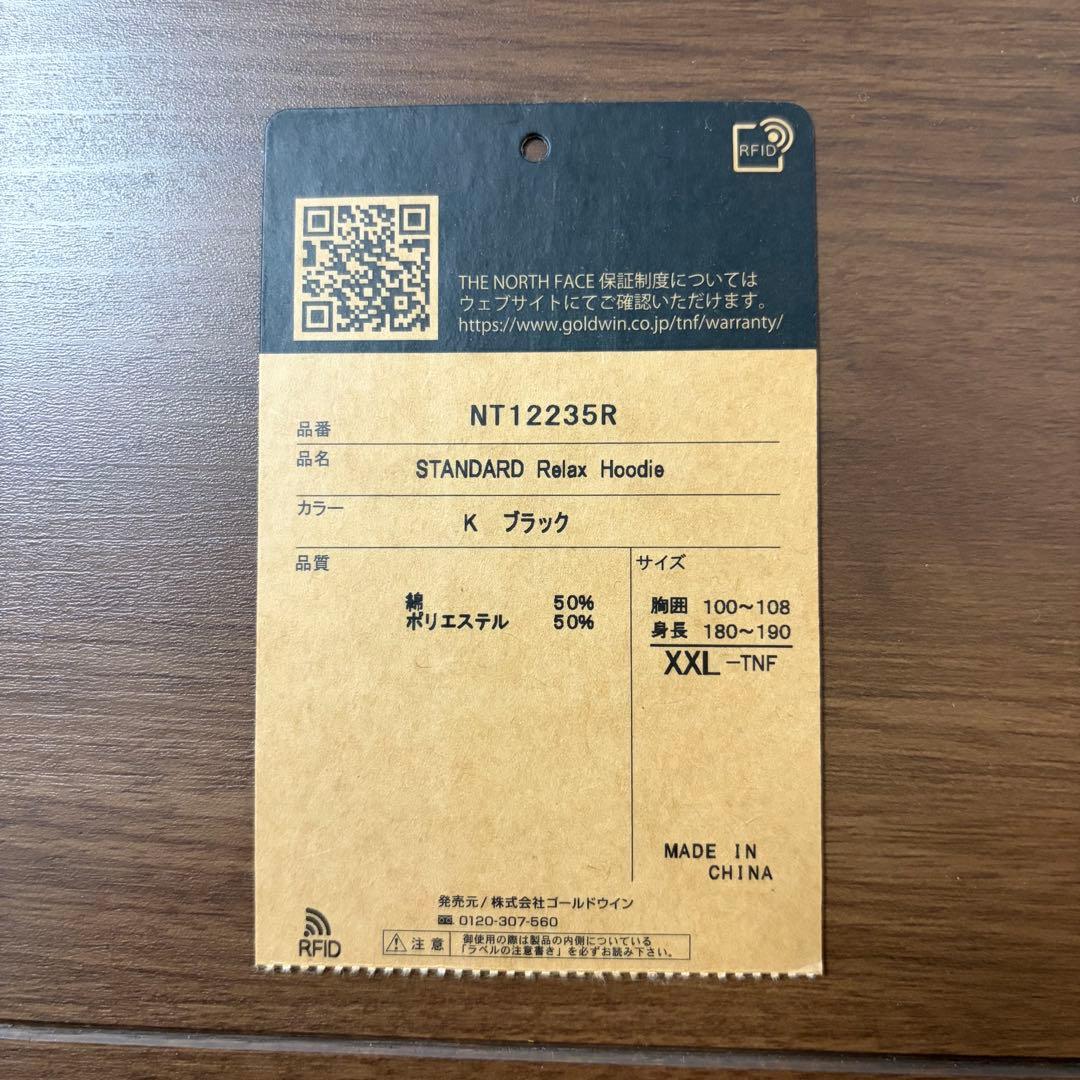 RFID
THE NORTH FACE 保証制度については
ウェブサイトにてご確認いただけます。
https://www.goldwin.co.jp/tnf/warranty/
品番 NT12235R
品名 STANDARD Relax Hoodie
カラー K ブラック
品質
綿 50%
ポリエステル 50%
サイズ
胸囲 100~108
身長 180~190
XXL -TNF
MADE IN
CHINA
発売元/株式会社ゴールドウイン
0120-307-560
RFID
注意 御使用の際は製品の内側についている
「ラベルの注意書き」を必ずお読み下さい。